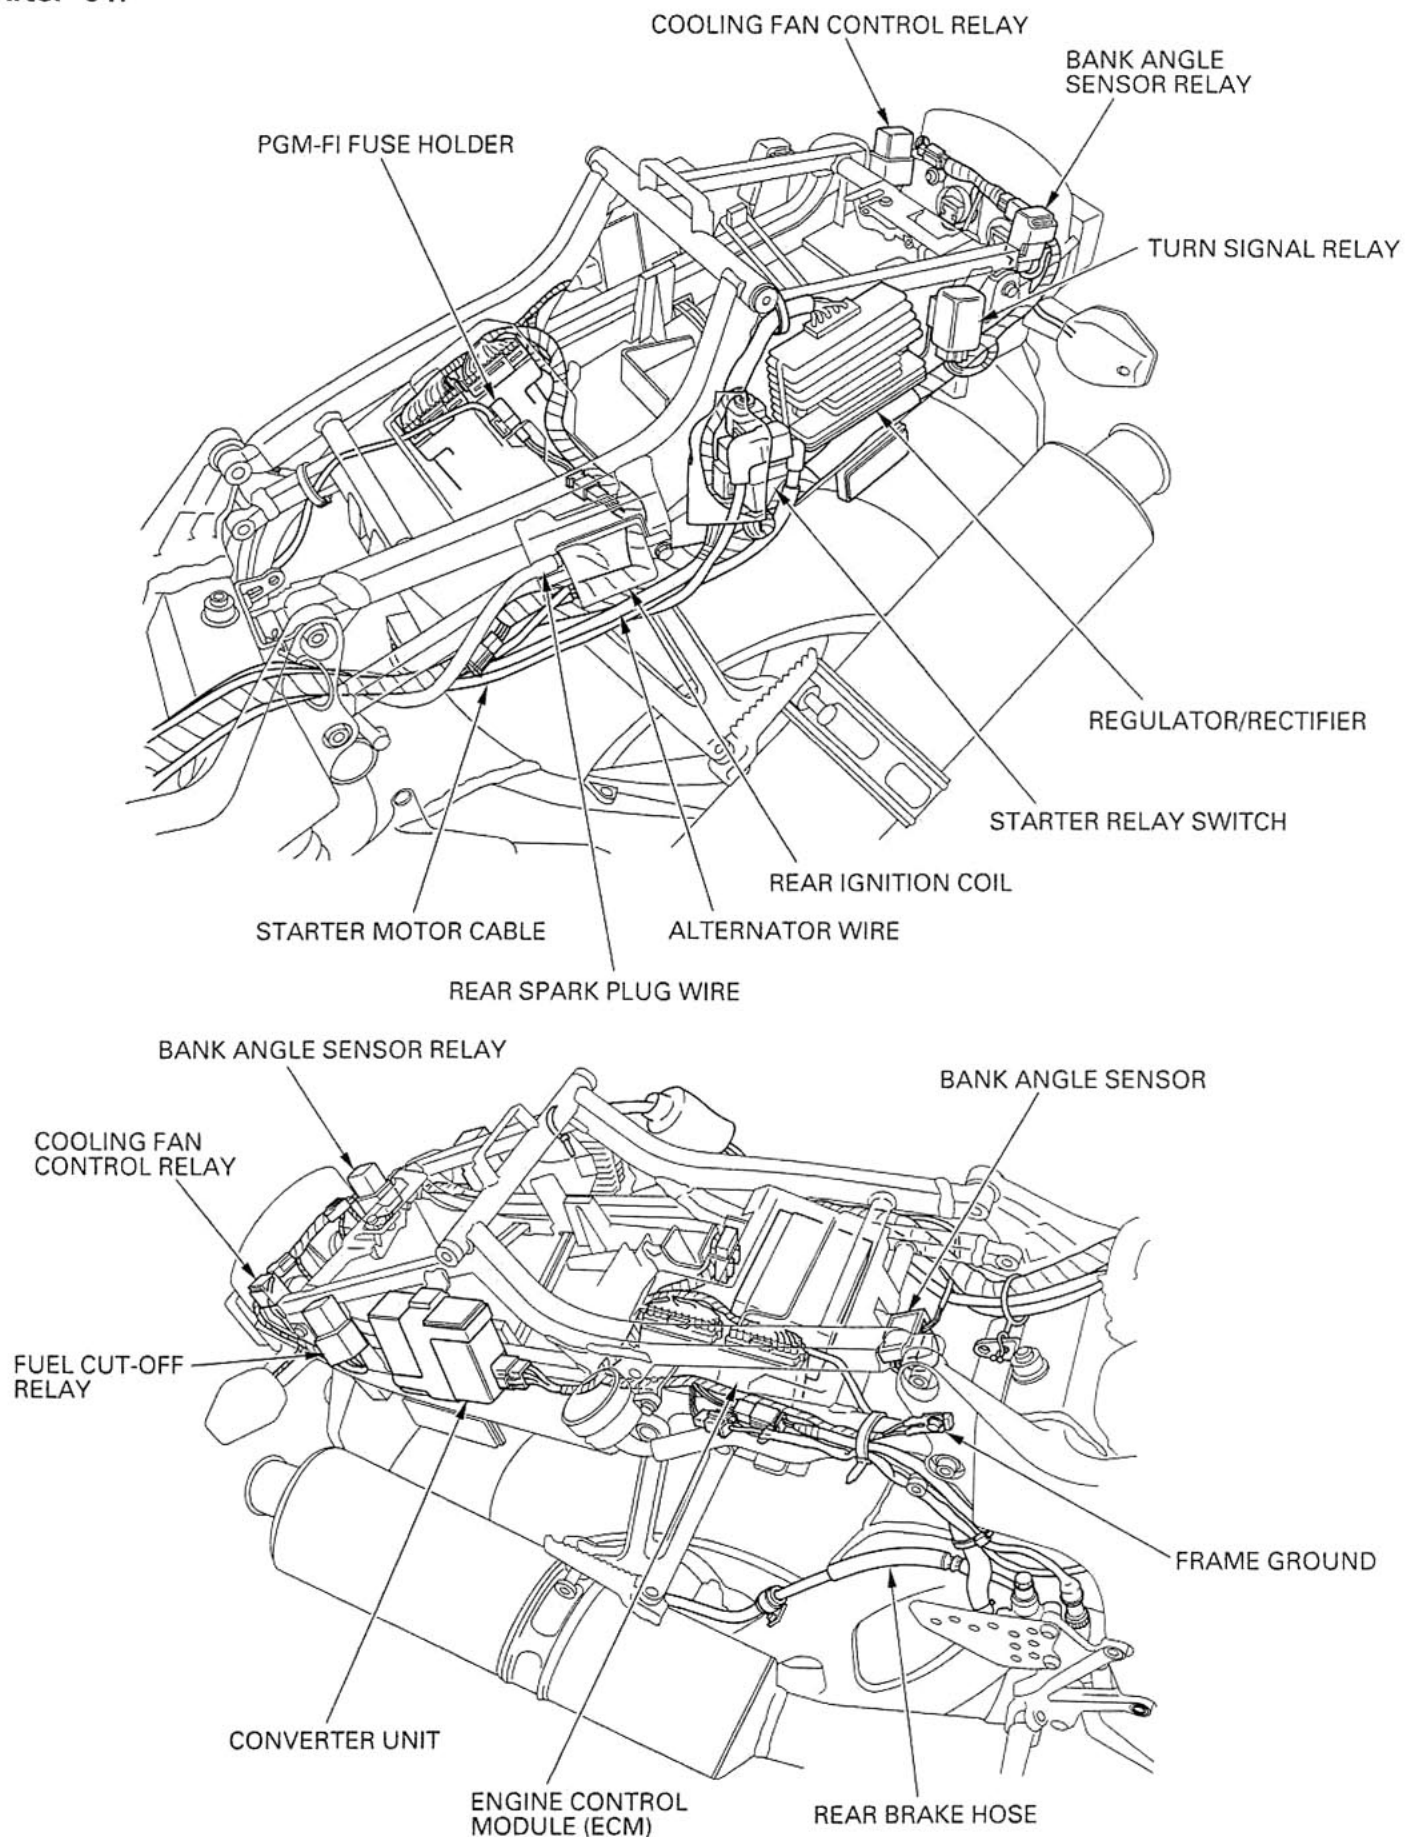 COOLING FAN CONTROL RELAY
BANK ANGLE
SENSOR RELAY
PGM-FI FUSE HOLDER
TURN SIGNAL RELAY
REGULATOR/RECTIFIER
STARTER RELAY SWITCH
REAR IGNITION COIL
STARTER MOTOR CABLE
ALTERNATOR WIRE
REAR SPARK PLUG WIRE
BANK ANGLE SENSOR RELAY
BANK ANGLE SENSOR
COOLING FAN
CONTROL RELAY
FUEL CUT-OFF
RELAY
FRAME GROUND
CONVERTER UNIT
ENGINE CONTROL
MODULE (ECM)
REAR BRAKE HOSE